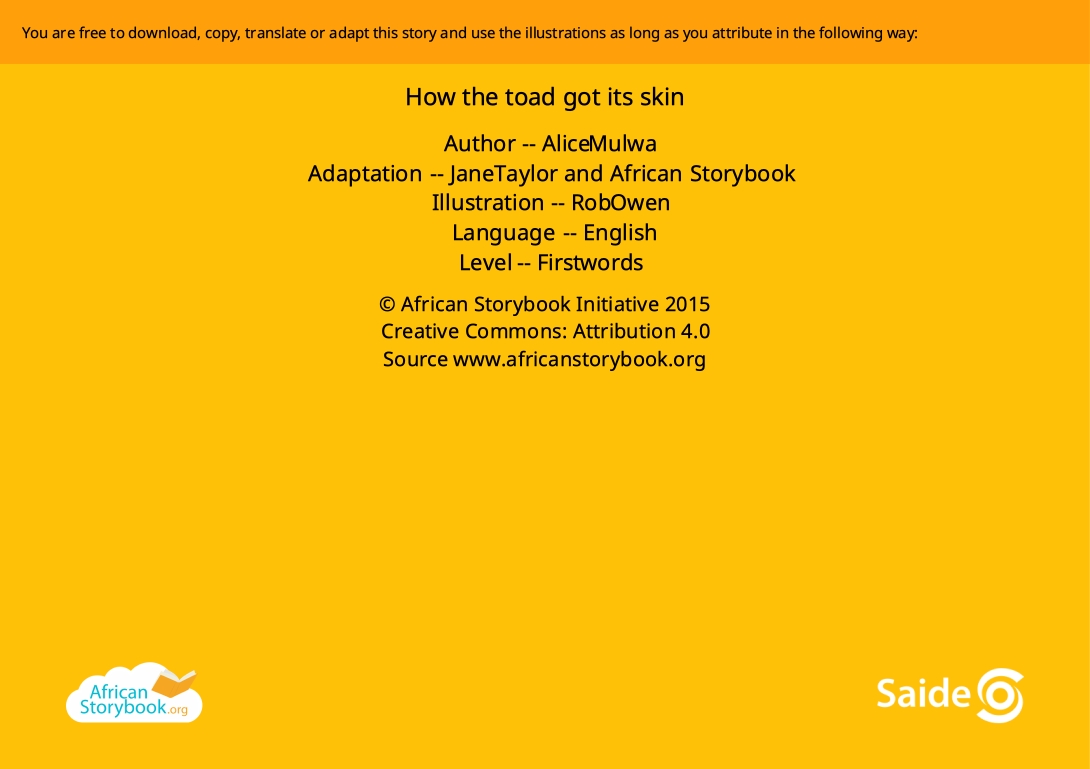 You are free to download, copy, translate or adapt this story and use the illustrations as long as you attribute in the following way:
How the toad got its skin
Author -- AliceMulwa
Adaptation -- JaneTaylor and African Storybook
Illustration -- RobOwen
Language -- English
Level -- Firstwords
© African Storybook Initiative 2015
Creative Commons: Attribution 4.0
Source www.africanstorybook.org
African
Storybook.org
Saide